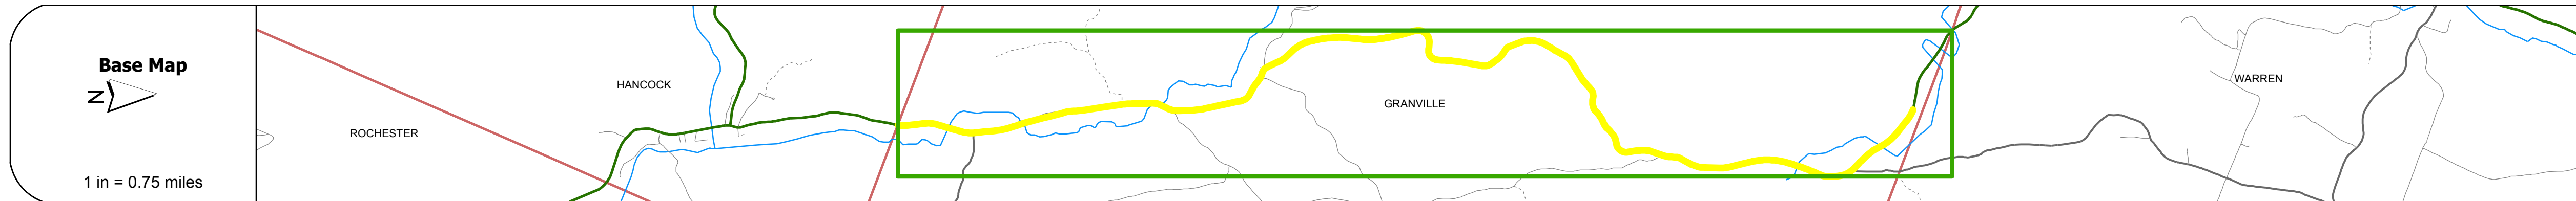 Base Map
N
1 in = 0.75 miles
ROCHESTER
HANCOCK
GRANVILLE
WARREN